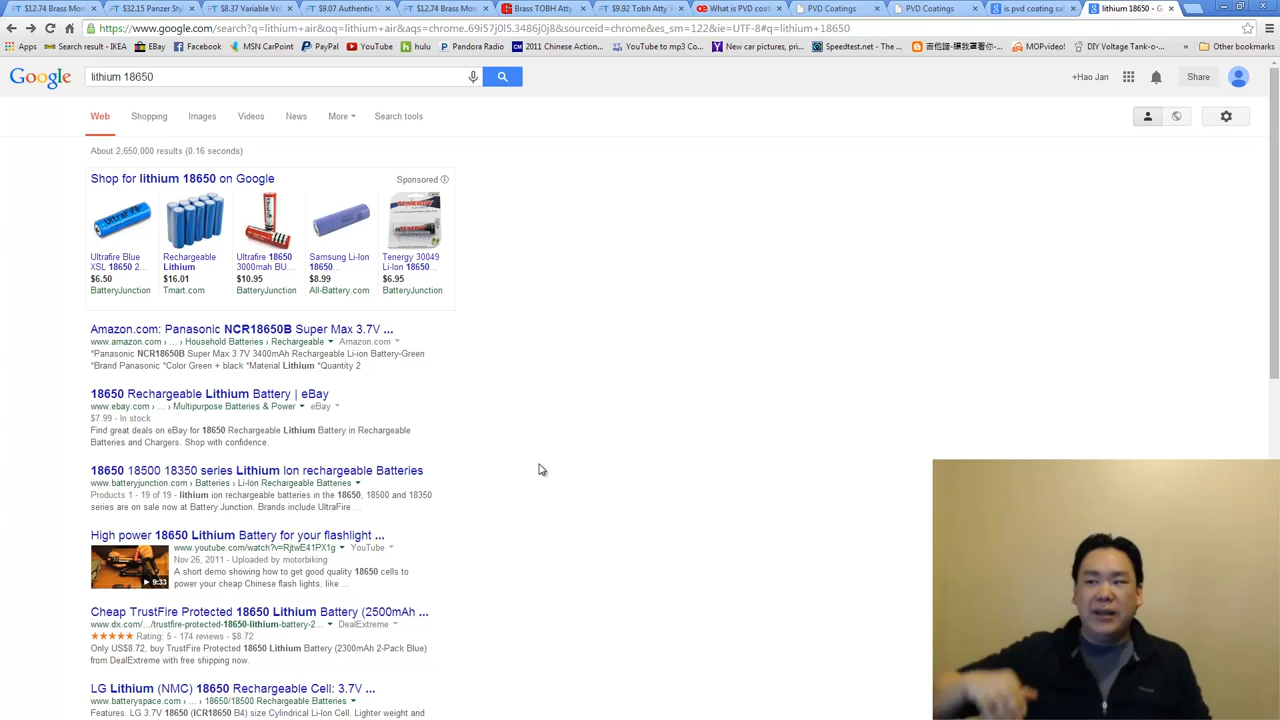 $12.74 Brass Mon
$32.15 Panzer Sty
$8.37 Variable Vol
$9.07 Authentic S
$12.74 Brass Mon
Brass TOBH Atty
$9.92 Tobh Atty V
What is PVD coat
PVD Coatings
PVD Coatings
is pvd coating saf
lithium 18650 - G
https://www.google.com/search?q=lithium+air&oq=lithium+air&aqs=chrome..69i57j0l5.3486j0j8&sourceid=chrome&es_sm=122&ie=UTF-8#q=lithium+18650
Apps
Search result - IKEA
EBay
Facebook
MSN CarPoint
PayPal
YouTube
hulu
Pandora Radio
2011 Chinese Action...
YouTube to mp3 Co...
New car pictures, pri...
Speedtest.net - The ...
MOPvideo!
DIY Voltage Tank-o...
»
Other bookmarks
Google
lithium 18650
+Hao Jan
Share
Web
Shopping
Images
Videos
News
More
Search tools
About 2,650,000 results (0.16 seconds)
Shop for lithium 18650 on Google
Sponsored
Ultrafire Blue
XSL 18650 2...
$6.50
BatteryJunction
Rechargeable
Lithium
$16.01
Tmart.com
Ultrafire 18650
3000mah BU...
$10.95
BatteryJunction
Samsung Li-Ion
18650...
$8.99
All-Battery.com
Tenergy 30049
Li-Ion 18650...
$6.95
BatteryJunction
Amazon.com: Panasonic NCR18650B Super Max 3.7V ...
www.amazon.com › ... › Household Batteries › Rechargeable Amazon.com
*Panasonic NCR18650B Super Max 3.7V 3400mAh Rechargeable Li-ion Battery-Green
*Brand Panasonic *Color Green + black *Material Lithium *Quantity 2
18650 Rechargeable Lithium Battery | eBay
www.ebay.com › ... › Multipurpose Batteries & Power eBay
$7.99 - In stock
Find great deals on eBay for 18650 Rechargeable Lithium Battery in Rechargeable
Batteries and Chargers. Shop with confidence.
18650 18500 18350 series Lithium Ion rechargeable Batteries
www.batteryjunction.com › Batteries › Li-Ion Rechargeable Batteries
Products 1 - 19 of 19 - lithium ion rechargeable batteries in the 18650, 18500 and 18350
series are on sale now at Battery Junction. Brands include UltraFire ...
High power 18650 Lithium Battery for your flashlight ...
www.youtube.com/watch?v=RjtwE41PX1g YouTube
Nov 26, 2011 - Uploaded by motorbiking
A short demo showing how to get good quality 18650 cells to
power your cheap Chinese flash lights, like ...
9:33
Cheap TrustFire Protected 18650 Lithium Battery (2500mAh ...
www.dx.com/.../trustfire-protected-18650-lithium-battery-2... DealExtreme
Rating: 5 - 174 reviews - $8.72
Only US$8.72, buy TrustFire Protected 18650 Lithium Battery (2300mAh 2-Pack Blue)
from DealExtreme with free shipping now.
LG Lithium (NMC) 18650 Rechargeable Cell: 3.7V ...
www.batteryspace.com › ... › 18650/18500 Rechargeable Batteries
Features. LG 3.7V 18650 (ICR18650 B4) size Cylindrical Li-Ion Cell. Lighter weight and